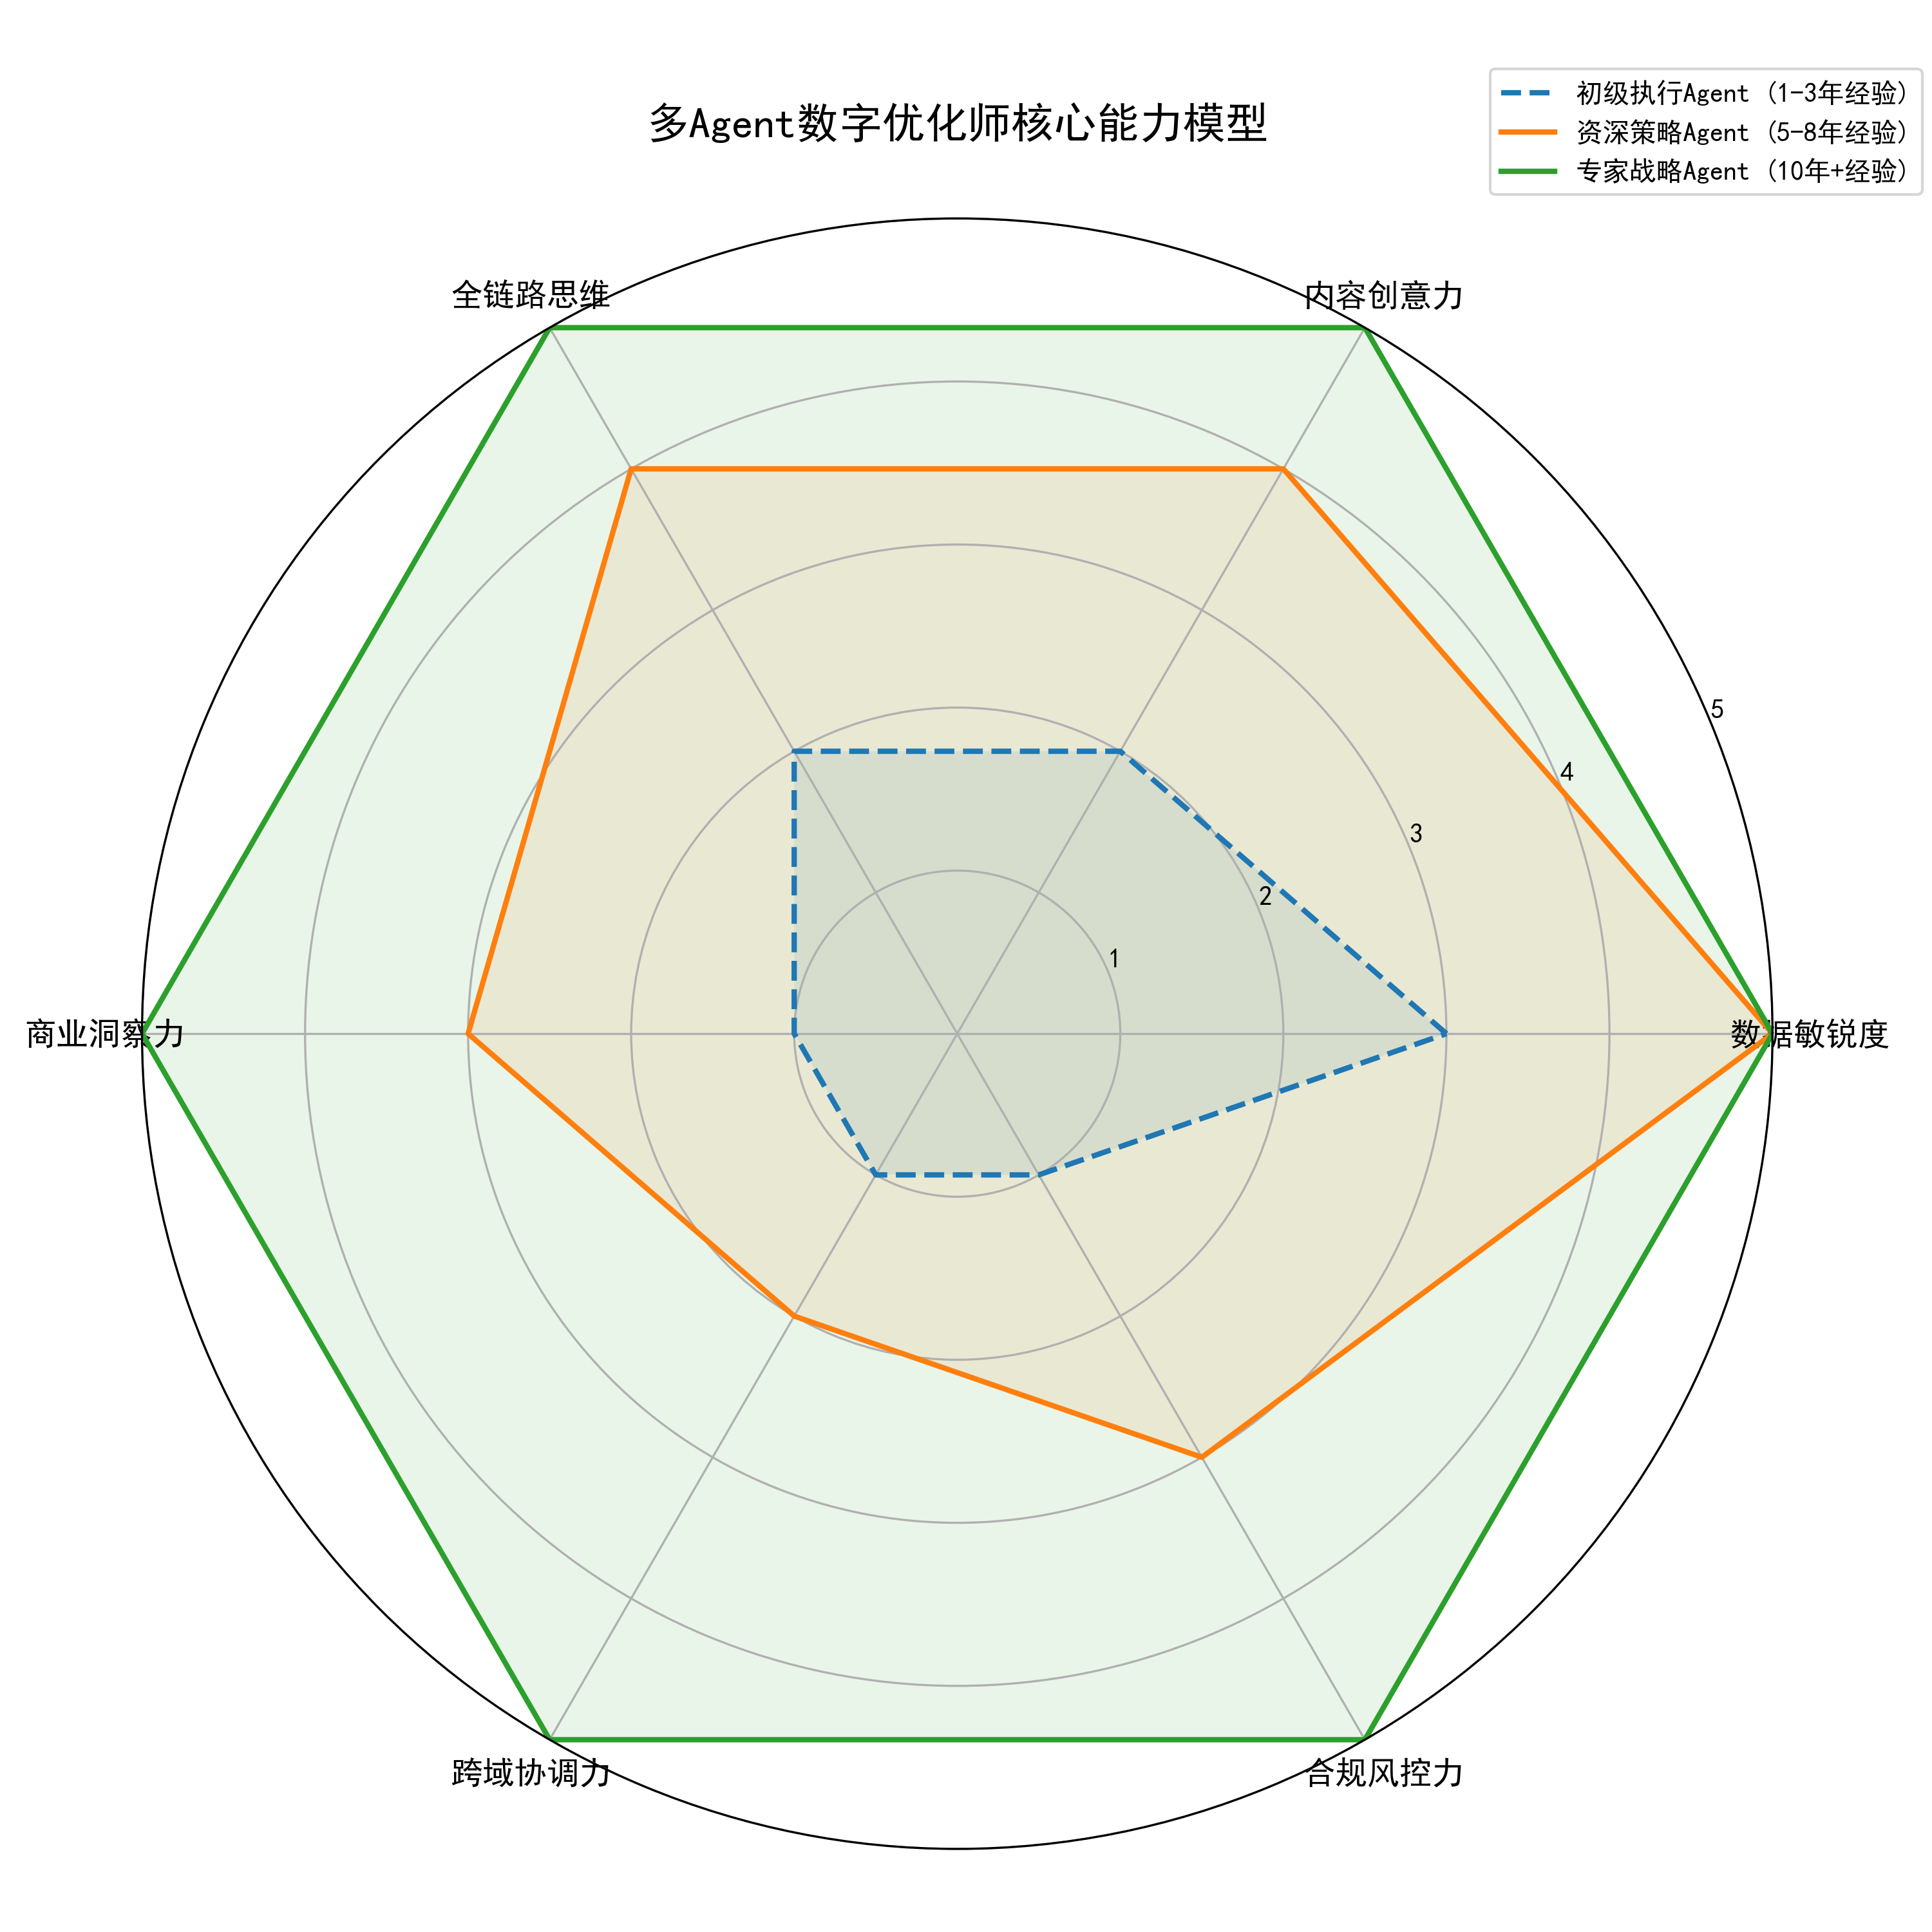 多Agent数字优化师核心能力模型
初级执行Agent (1-3年经验)
资深策略Agent (5-8年经验)
专家战略Agent (10年+经验)
全链路思维
内容创意力
5
4
3
2
1
商业洞察力
数据敏锐度
跨域协调力
合规风控力